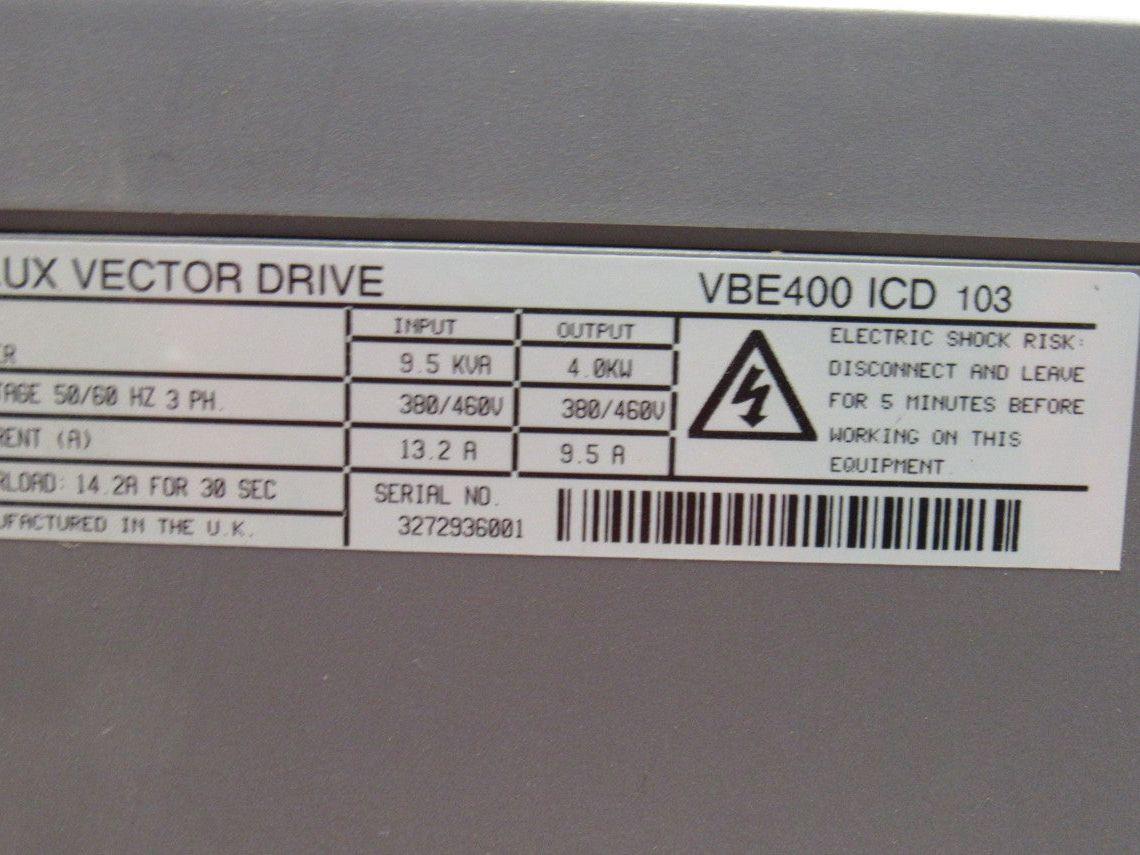 LUX VECTOR DRIVE VBE400 ICD 103
INPUT OUTPUT
ER 9.5 KVA 4.0KW
TAGE 50/60 HZ 3 PH. 380/460V 380/460V
RENT (A) 13.2 A 9.5 A
RLOAD: 14.2A FOR 30 SEC
UFACTURED IN THE U.K.
SERIAL NO.
3272936001
ELECTRIC SHOCK RISK:
DISCONNECT AND LEAVE
FOR 5 MINUTES BEFORE
WORKING ON THIS
EQUIPMENT.